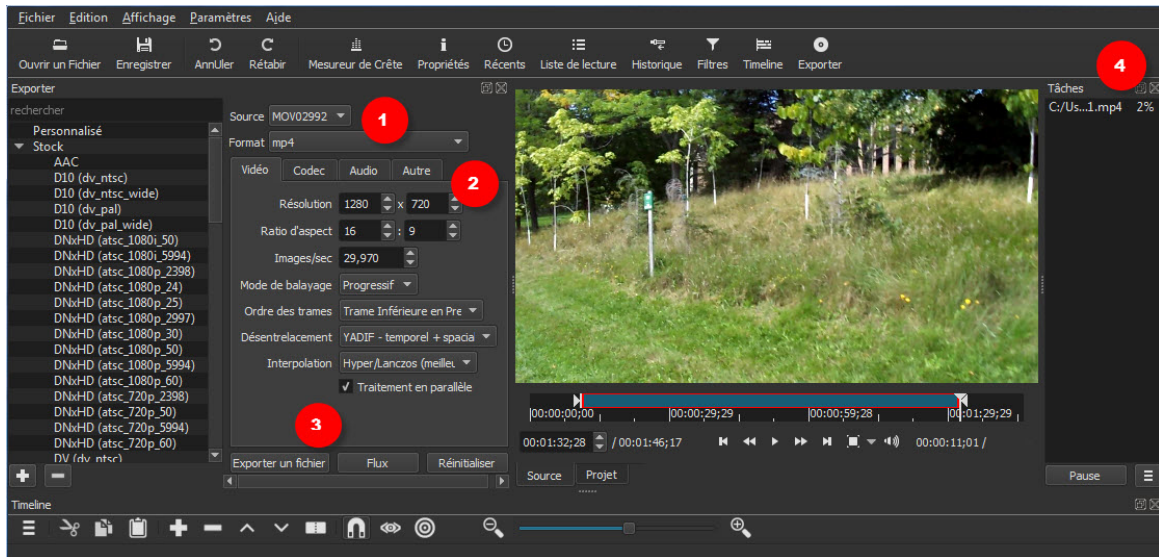 Fichier Edition Affichage Paramètres Ajde
Ouvrir un Fichier Enregistrer AnnUler Rétabir Mesureur de Crête Propriétés Récents Liste de lecture Historique Filtres Timeline Exporter
Exporter
rechercher
Personnalisé
Stock
AAC
D10 (dv_ntsc)
D10 (dv_ntsc_wide)
D10 (dv_pal)
D10 (dv_pal_wide)
DNxHD (atsc_1080i_50)
DNxHD (atsc_1080i_5994)
DNxHD (atsc_1080p_2398)
DNxHD (atsc_1080p_24)
DNxHD (atsc_1080p_25)
DNxHD (atsc_1080p_2997)
DNxHD (atsc_1080p_30)
DNxHD (atsc_1080p_50)
DNxHD (atsc_1080p_5994)
DNxHD (atsc_1080p_60)
DNxHD (atsc_720p_2398)
DNxHD (atsc_720p_50)
DNxHD (atsc_720p_5994)
DNxHD (atsc_720p_60)
DV (dv_ntsc)
Source MOV02992
1
Format mp4
Vidéo Codec Audio Autre
2
Résolution 1280 x 720
Ratio d'aspect 16 : 9
Images/sec 29,970
Mode de balayage Progressif
Ordre des trames Trame Inférieure en Pre
Désentrelacement YADIF - temporel + spacia
Interpolation Hyper/Lanczos (meilleu
Traitement en parallèle
3
Exporter un fichier Flux Réinitialiser
00:00:00;00 00:00:29;29 00:00:59;28 00:01:29;29
00:01:32;28 / 00:01:46;17 00:00:11;01 /
Source Projet
4
Tâches
C:/Us...1.mp4 2%
Pause
Timeline